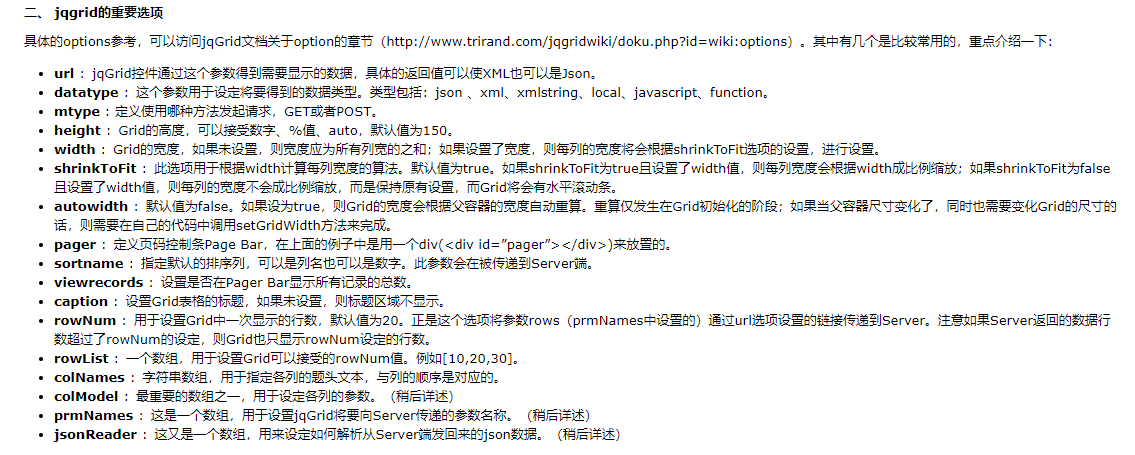 二、 jqgrid的重要选项
具体的options参考，可以访问jqGrid文档关于option的章节（http://www.trirand.com/jqgridwiki/doku.php?id=wiki:options）。其中有几个是比较常用的，重点介绍一下：
• url ：jqGrid控件通过这个参数得到需要显示的数据，具体的返回值可以使XML也可以是Json。
• datatype ：这个参数用于设定将要得到的数据类型。类型包括：json 、xml、xmlstring、local、javascript、function。
• mtype : 定义使用哪种方法发起请求，GET或者POST。
• height ：Grid的高度，可以接受数字、%值、auto，默认值为150。
• width ：Grid的宽度，如果未设置，则宽度应为所有列宽的之和；如果设置了宽度，则每列的宽度将会根据shrinkToFit选项的设置，进行设置。
• shrinkToFit ：此选项用于根据width计算每列宽度的算法。默认值为true。如果shrinkToFit为true且设置了width值，则每列宽度会根据width成比例缩放；如果shrinkToFit为false
且设置了width值，则每列的宽度不会成比例缩放，而是保持原有设置，而Grid将会有水平滚动条。
• autowidth ：默认值为false。如果设为true，则Grid的宽度会根据父容器的宽度自动重算。重算仅发生在Grid初始化的阶段；如果当父容器尺寸变化了，同时也需要变化Grid的尺寸的
话，则需要在自己的代码中调用setGridWidth方法来完成。
• pager ：定义页码控制条Page Bar，在上面的例子中是用一个div(<div id=”pager”></div>)来放置的。
• sortname ：指定默认的排序列，可以是列名也可以是数字。此参数会在被传递到Server端。
• viewrecords ：设置是否在Pager Bar显示所有记录的总数。
• caption ：设置Grid表格的标题，如果未设置，则标题区域不显示。
• rowNum ：用于设置Grid中一次显示的行数，默认值为20。正是这个选项将参数rows（prmNames中设置的）通过url选项设置的链接传递到Server。注意如果Server返回的数据行
数超过了rowNum的设定，则Grid也只显示rowNum设定的行数。
• rowList ：一个数组，用于设置Grid可以接受的rowNum值。例如[10,20,30]。
• colNames ：字符串数组，用于指定各列的题头文本，与列的顺序是对应的。
• colModel ：最重要的数组之一，用于设定各列的参数。（稍后详述）
• prmNames ：这是一个数组，用于设置jqGrid将要向Server传递的参数名称。（稍后详述）
• jsonReader ：这又是一个数组，用来设定如何解析从Server端发回来的json数据。（稍后详述）